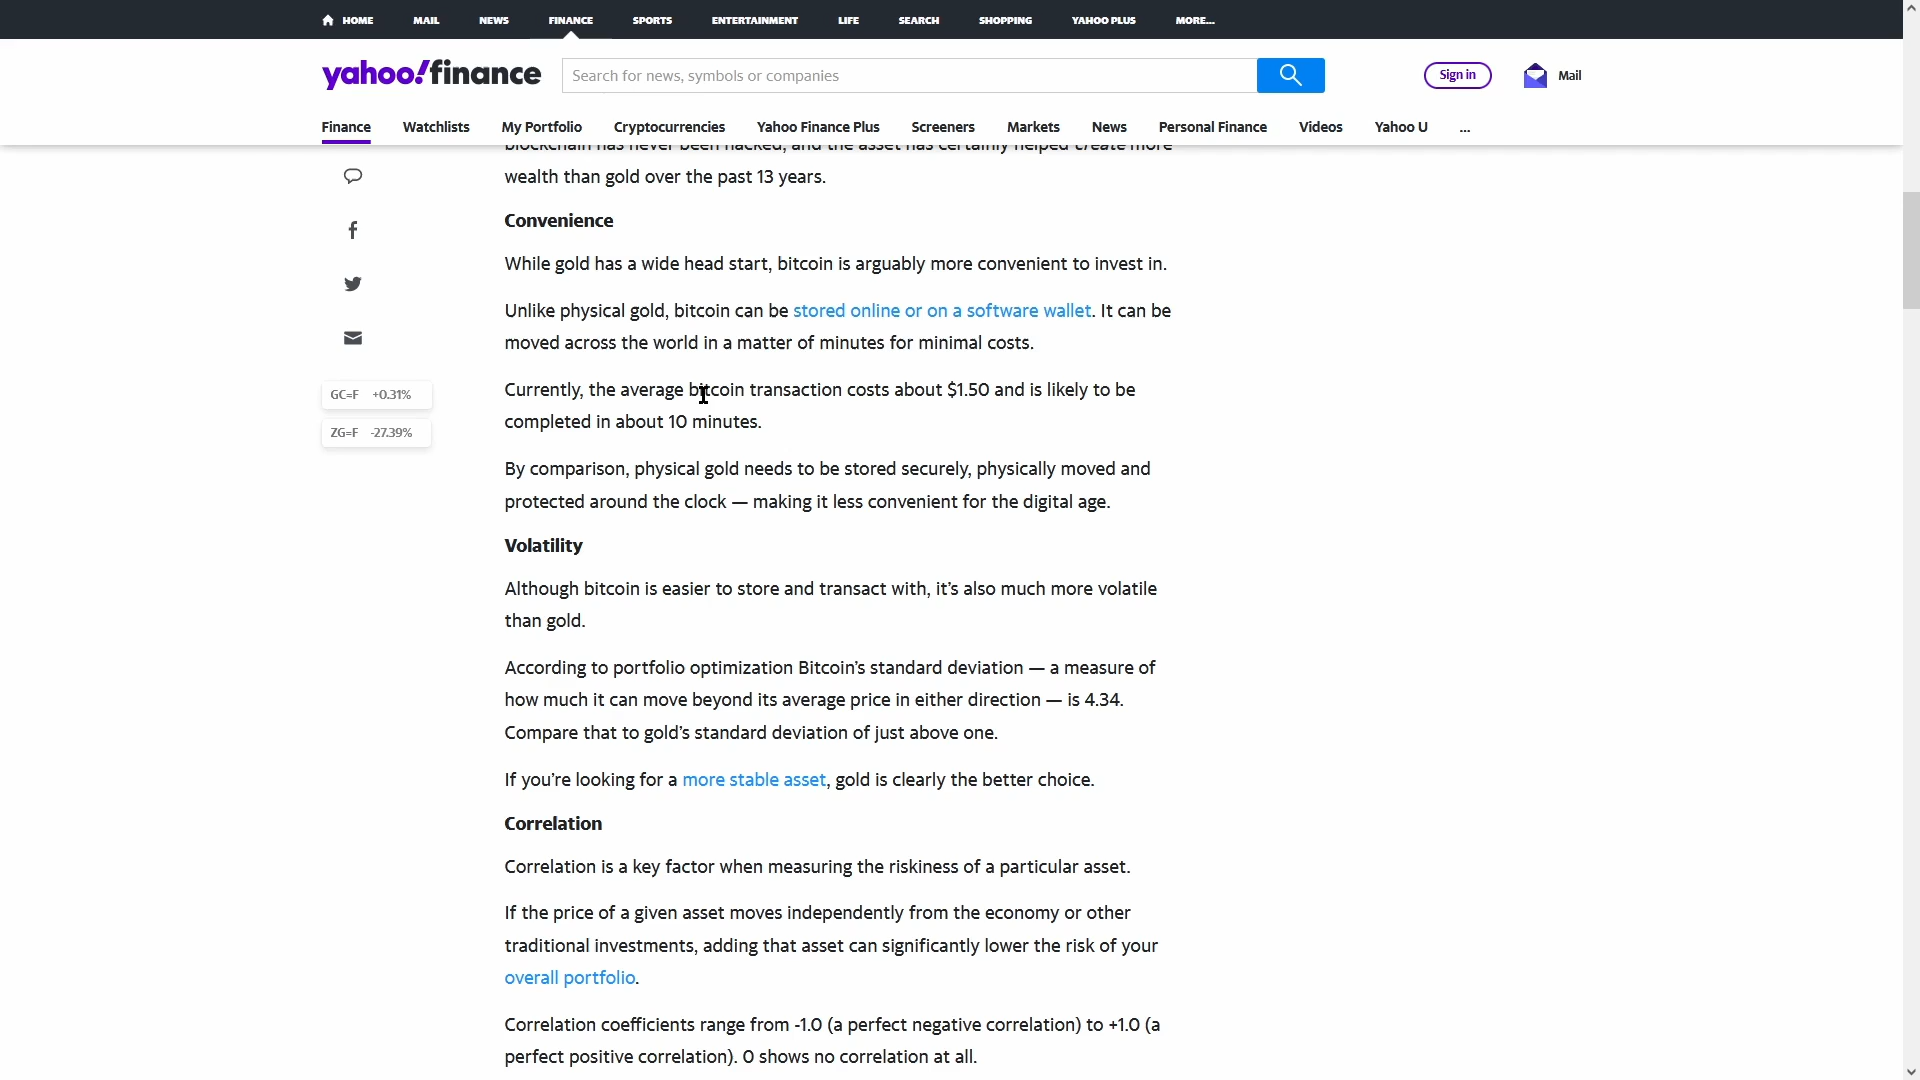 HOME MAIL NEWS FINANCE SPORTS ENTERTAINMENT LIFE SEARCH SHOPPING YAHOO PLUS MORE...
yahoo!finance Search for news, symbols or companies Sign in Mail
Finance Watchlists My Portfolio Cryptocurrencies Yahoo Finance Plus Screeners Markets News Personal Finance Videos Yahoo U ...
blockchain has never been hacked, and the asset has certainly helped create more
wealth than gold over the past 13 years.
Convenience
While gold has a wide head start, bitcoin is arguably more convenient to invest in.
Unlike physical gold, bitcoin can be stored online or on a software wallet. It can be
moved across the world in a matter of minutes for minimal costs.
GC=F +0.31%
ZG=F -27.39%
Currently, the average bitcoin transaction costs about $1.50 and is likely to be
completed in about 10 minutes.
By comparison, physical gold needs to be stored securely, physically moved and
protected around the clock — making it less convenient for the digital age.
Volatility
Although bitcoin is easier to store and transact with, it's also much more volatile
than gold.
According to portfolio optimization Bitcoin's standard deviation — a measure of
how much it can move beyond its average price in either direction — is 4.34.
Compare that to gold's standard deviation of just above one.
If you're looking for a more stable asset, gold is clearly the better choice.
Correlation
Correlation is a key factor when measuring the riskiness of a particular asset.
If the price of a given asset moves independently from the economy or other
traditional investments, adding that asset can significantly lower the risk of your
overall portfolio.
Correlation coefficients range from -1.0 (a perfect negative correlation) to +1.0 (a
perfect positive correlation). 0 shows no correlation at all.